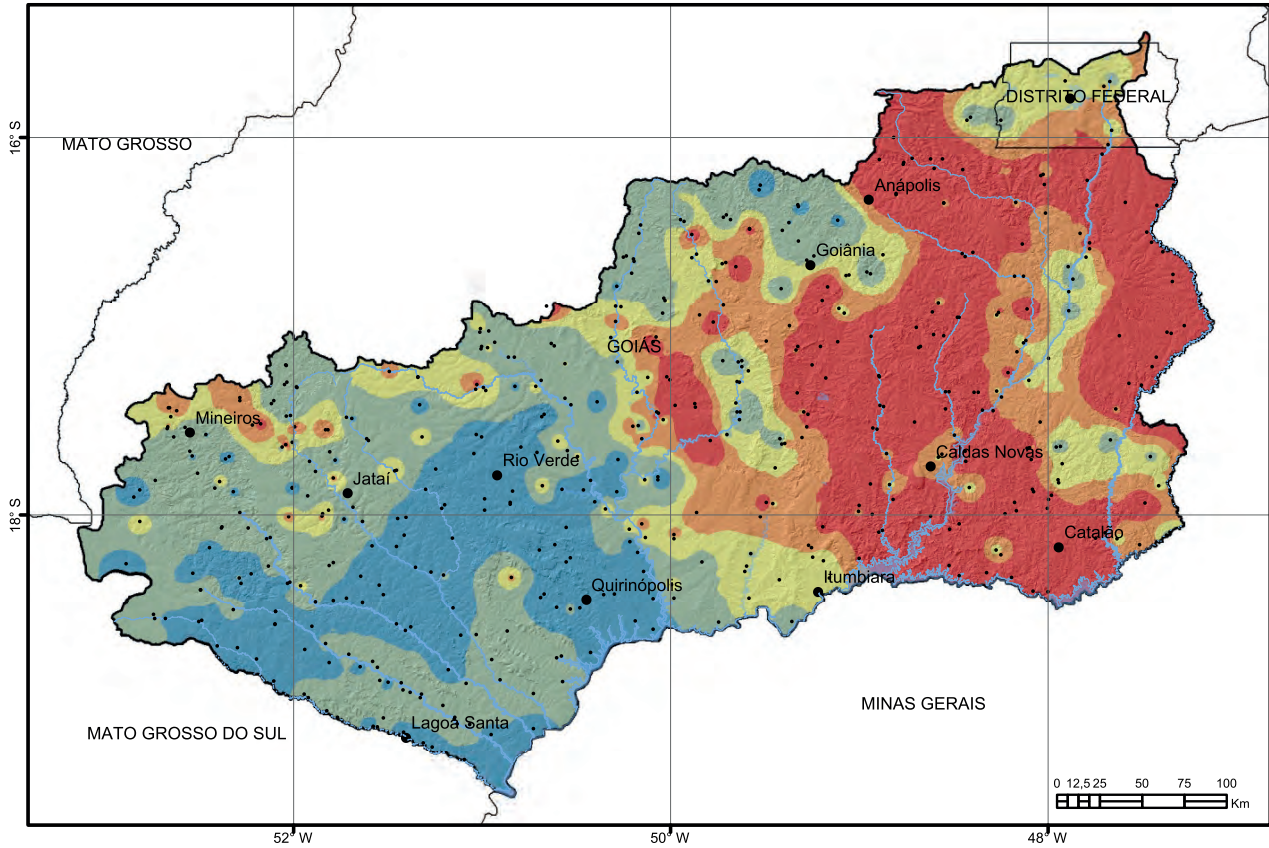 DISTRITO FEDERAL
16° S
MATO GROSSO
Anápolis
Goiânia
GOIÁS
Mineiros
Caldas Novas
Rio Verde
Jataí
18° S
Catalão
Itumbiara
Quirinópolis
MINAS GERAIS
Lagoa Santa
MATO GROSSO DO SUL
0 12,5 25 50 75 100
Km
52° W 50° W 48° W